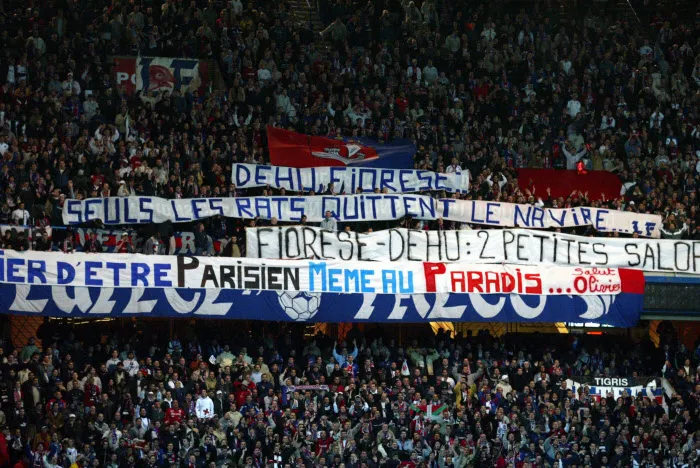 DEHU, FIORESE
SEULS LES RATS QUITTENT LE NAVIRE
FIORESE-DEHU: 2 PETITES SALO
IER D'ETRE PARISIEN MEME AU PARADIS... Salut Olivier
TIGRIS